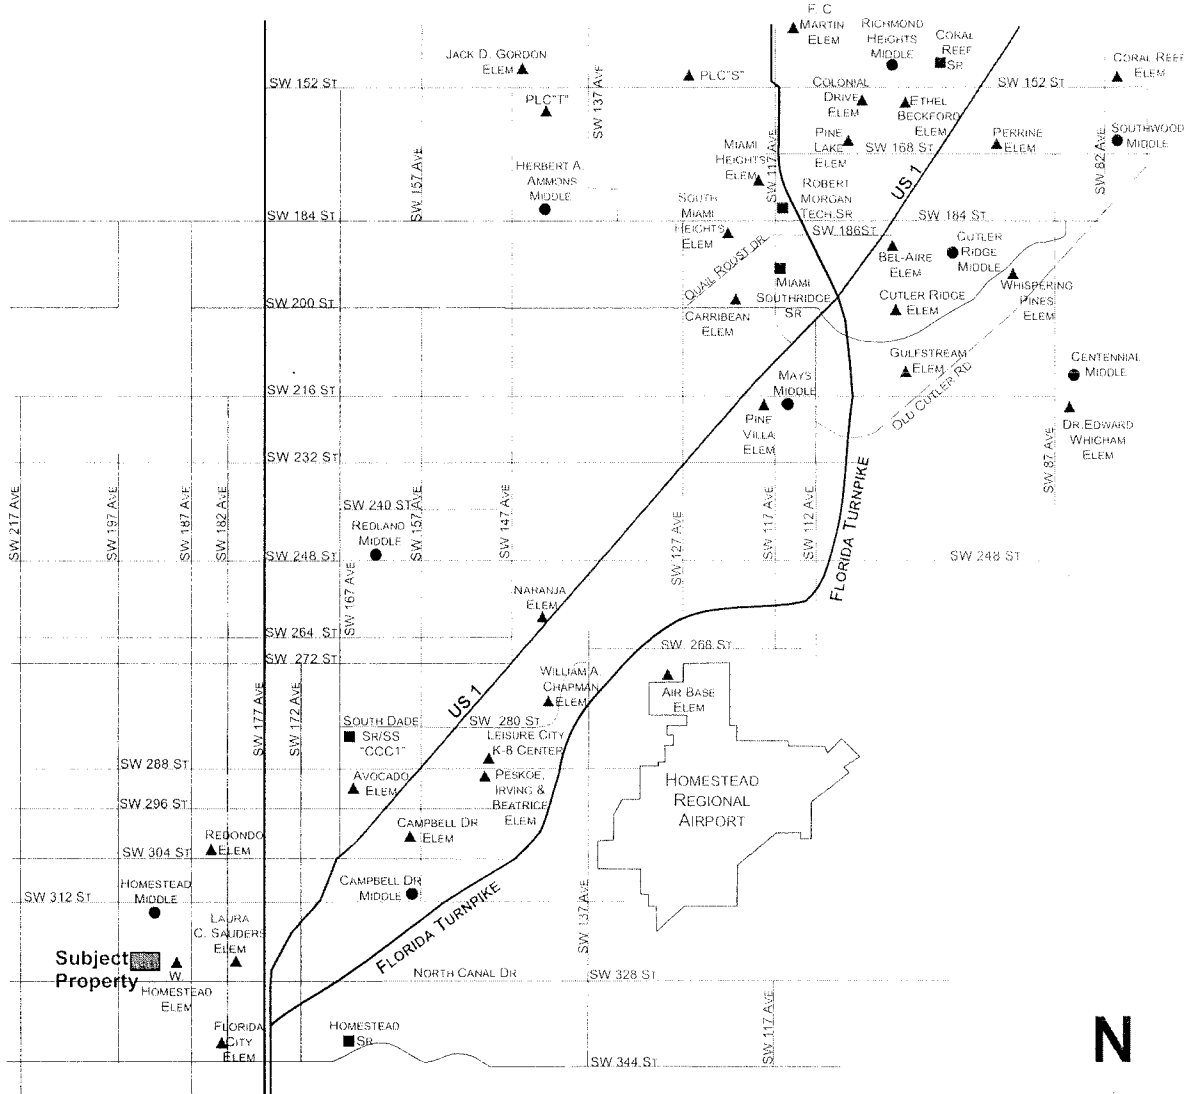 F. C
MARTIN
ELEM
RICHMOND
HEIGHTS
MIDDLE
CORAL
REEF
SR
CORAL REEF
ELEM
JACK D. GORDON
ELEM
PLC"S"
SW 152 ST
SW 152 ST
PLC"T"
SW 137 AVE
COLONIAL
DRIVE
ELEM
ETHEL
BECKFORD
ELEM
SOUTHWOOD
MIDDLE
PERRINE
ELEM
PINE
LAKE
ELEM
SW 168 ST
SW 82 AVE
MIAMI
HEIGHTS
ELEM
SW 117 AVE
SW 157 AVE
HERBERT A.
AMMONS
MIDDLE
US 1
ROBERT
MORGAN
TECH.SR
SOUTH
MIAMI
HEIGHTS
ELEM
SW 184 ST
SW 184 ST
SW 186ST
CUTLER
RIDGE
MIDDLE
BEL-AIRE
ELEM
QUAIL ROUST DR
MIAMI
SOUTHRIDGE
SR
WHISPERING
PINES
ELEM
CUTLER RIDGE
ELEM
SW 200 ST
CARRIBEAN
ELEM
GULFSTREAM
ELEM
CENTENNIAL
MIDDLE
MAYS
MIDDLE
SW 216 ST
OLD CUTLER RD
PINE
VILLA
ELEM
DR.EDWARD
WHIGHAM
ELEM
SW 232 ST
SW 87 AVE
SW 217 AVE
SW 197 AVE
SW 187 AVE
SW 182 AVE
SW 240 ST
SW 157 AVE
SW 147 AVE
SW 127 AVE
SW 117 AVE
SW 112 AVE
FLORIDA TURNPIKE
REDLAND
MIDDLE
SW 248 ST
SW 248 ST
SW 167 AVE
NARANJA
ELEM
SW 264 ST
SW 268 ST
SW 272 ST
WILLIAM A.
CHAPMAN
ELEM
AIR BASE
ELEM
SW 177 AVE
SW 172 AVE
US 1
SOUTH DADE
SR/SS
"CCC1"
SW 280 ST
LEISURE CITY
K-8 CENTER
SW 288 ST
AVOCADO
ELEM
PESKOE,
IRVING &
BEATRICE
ELEM
HOMESTEAD
REGIONAL
AIRPORT
SW 296 ST
CAMPBELL DR
ELEM
REDONDO
ELEM
SW 304 ST
HOMESTEAD
MIDDLE
CAMPBELL DR
MIDDLE
SW 312 ST
SW 137 AVE
LAURA
C. SAUDERS
ELEM
FLORIDA TURNPIKE
Subject
Property
W.
HOMESTEAD
ELEM
NORTH CANAL DR
SW 328 ST
SW 117 AVE
FLORIDA
CITY
ELEM
HOMESTEAD
SR
SW 344 ST
N